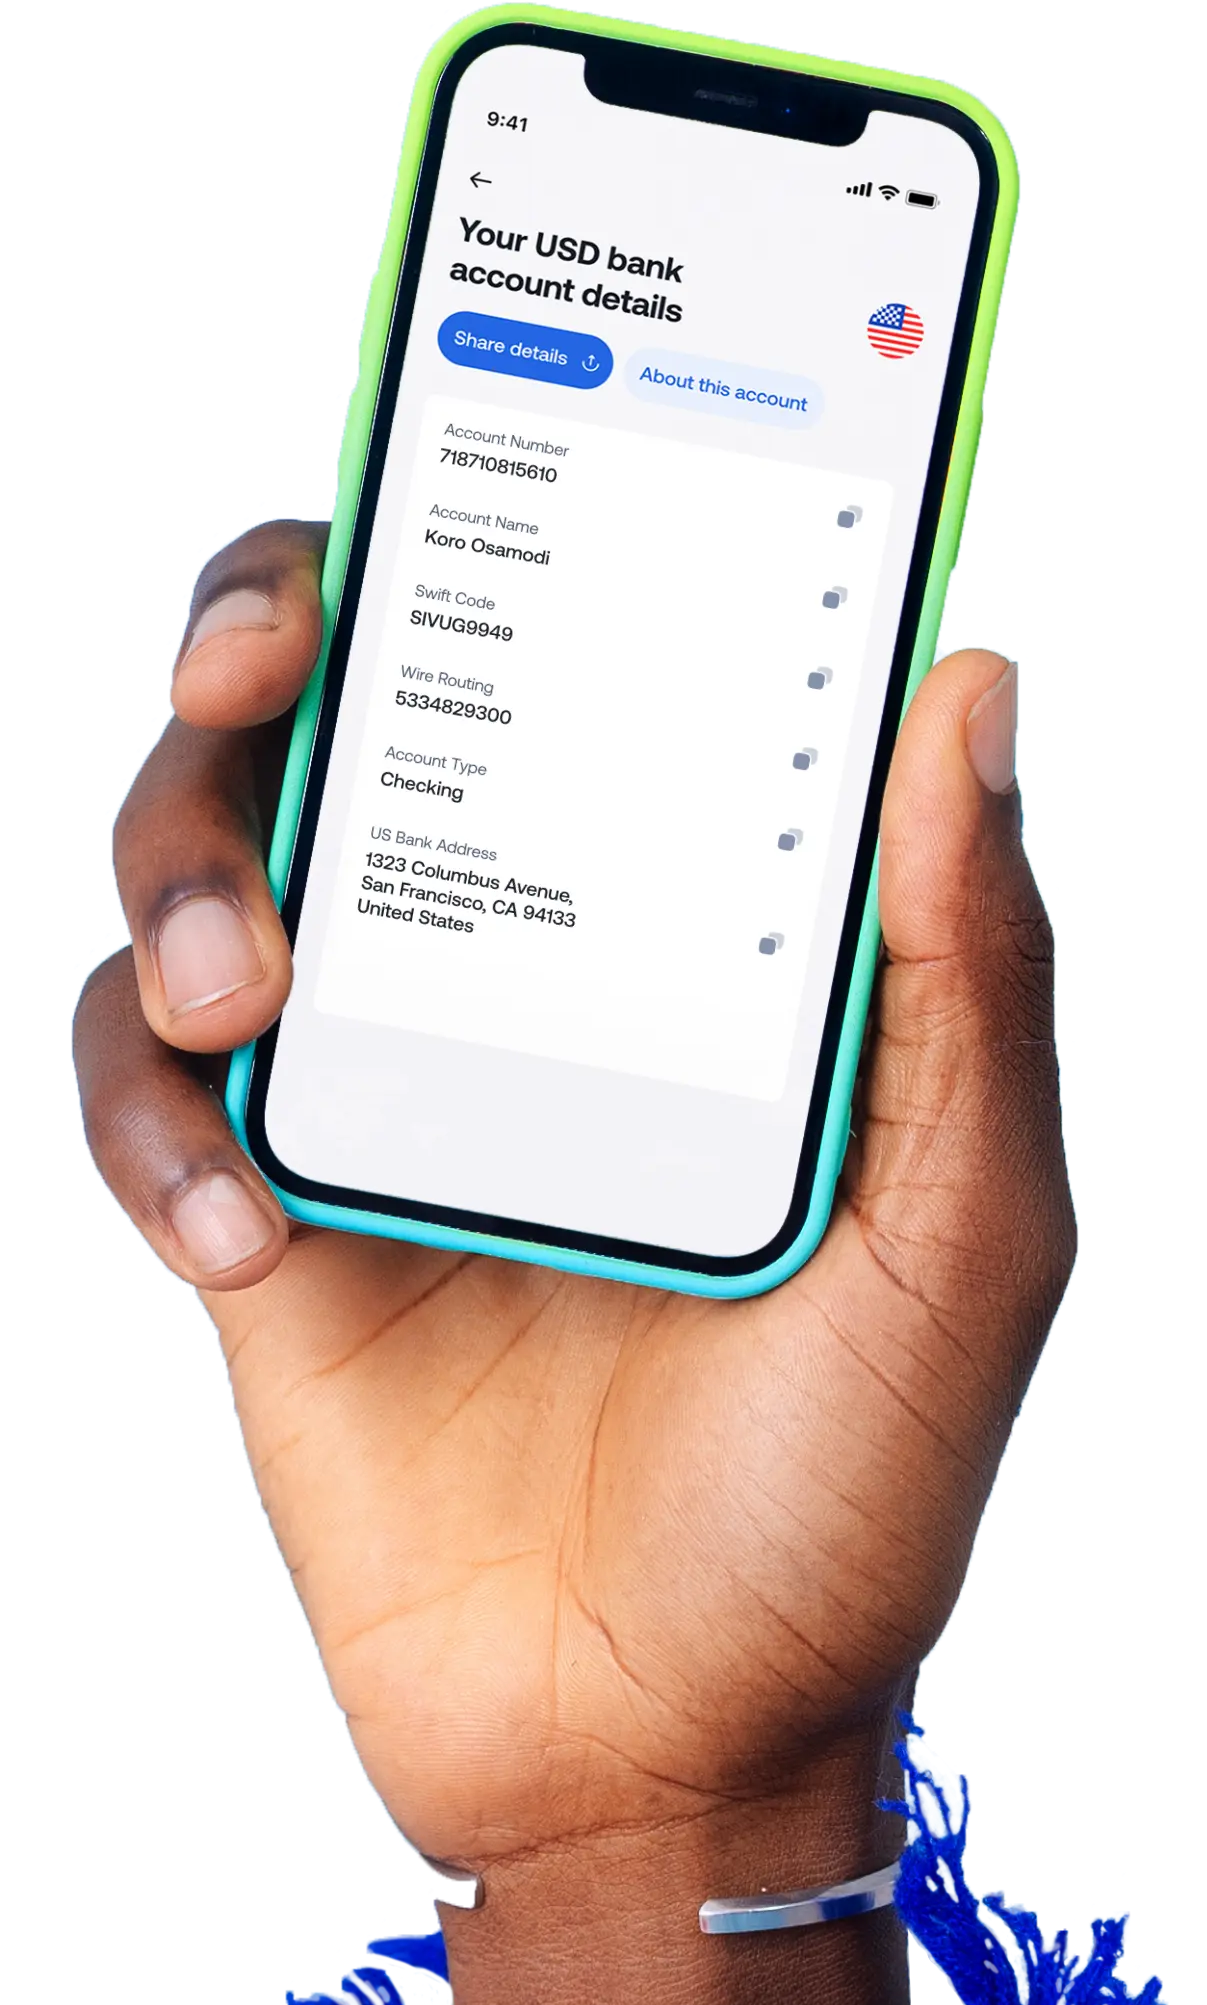 9:41
Your USD bank
account details
Share details
About this account
Account Number
718710815610
Account Name
Koro Osamodi
Swift Code
SIVUG9949
Wire Routing
5334829300
Account Type
Checking
US Bank Address
1323 Columbus Avenue,
San Francisco, CA 94133
United States